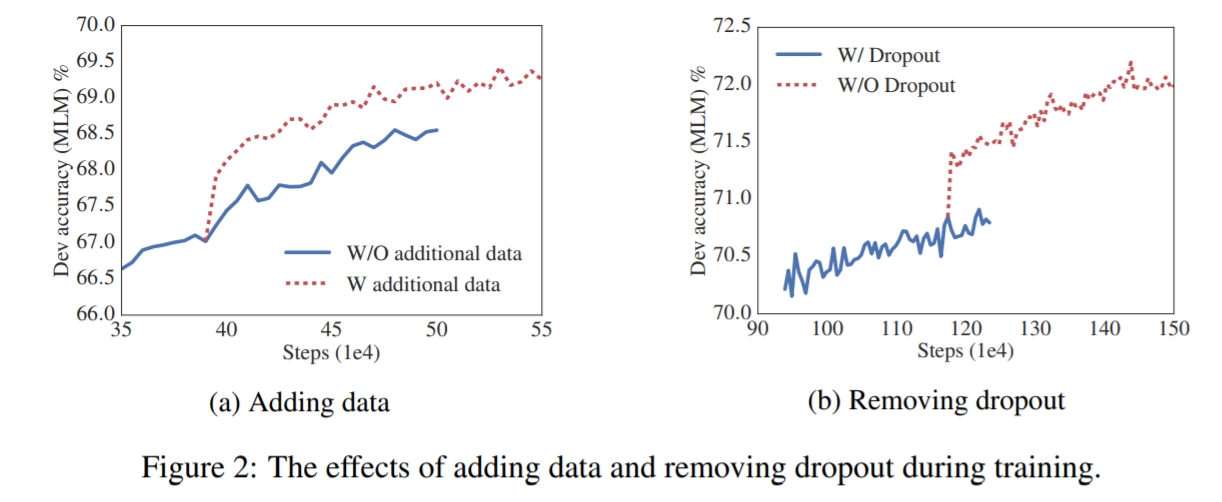 70.0
69.5
69.0
68.5
68.0
67.5
67.0
66.5
66.0
Dev accuracy (MLM) %
W/O additional data
W additional data
35 40 45 50 55
Steps (1e4)
(a) Adding data
72.5
72.0
71.5
71.0
70.5
70.0
Dev accuracy (MLM) %
W/ Dropout
W/O Dropout
90 100 110 120 130 140 150
Steps (1e4)
(b) Removing dropout
Figure 2: The effects of adding data and removing dropout during training.